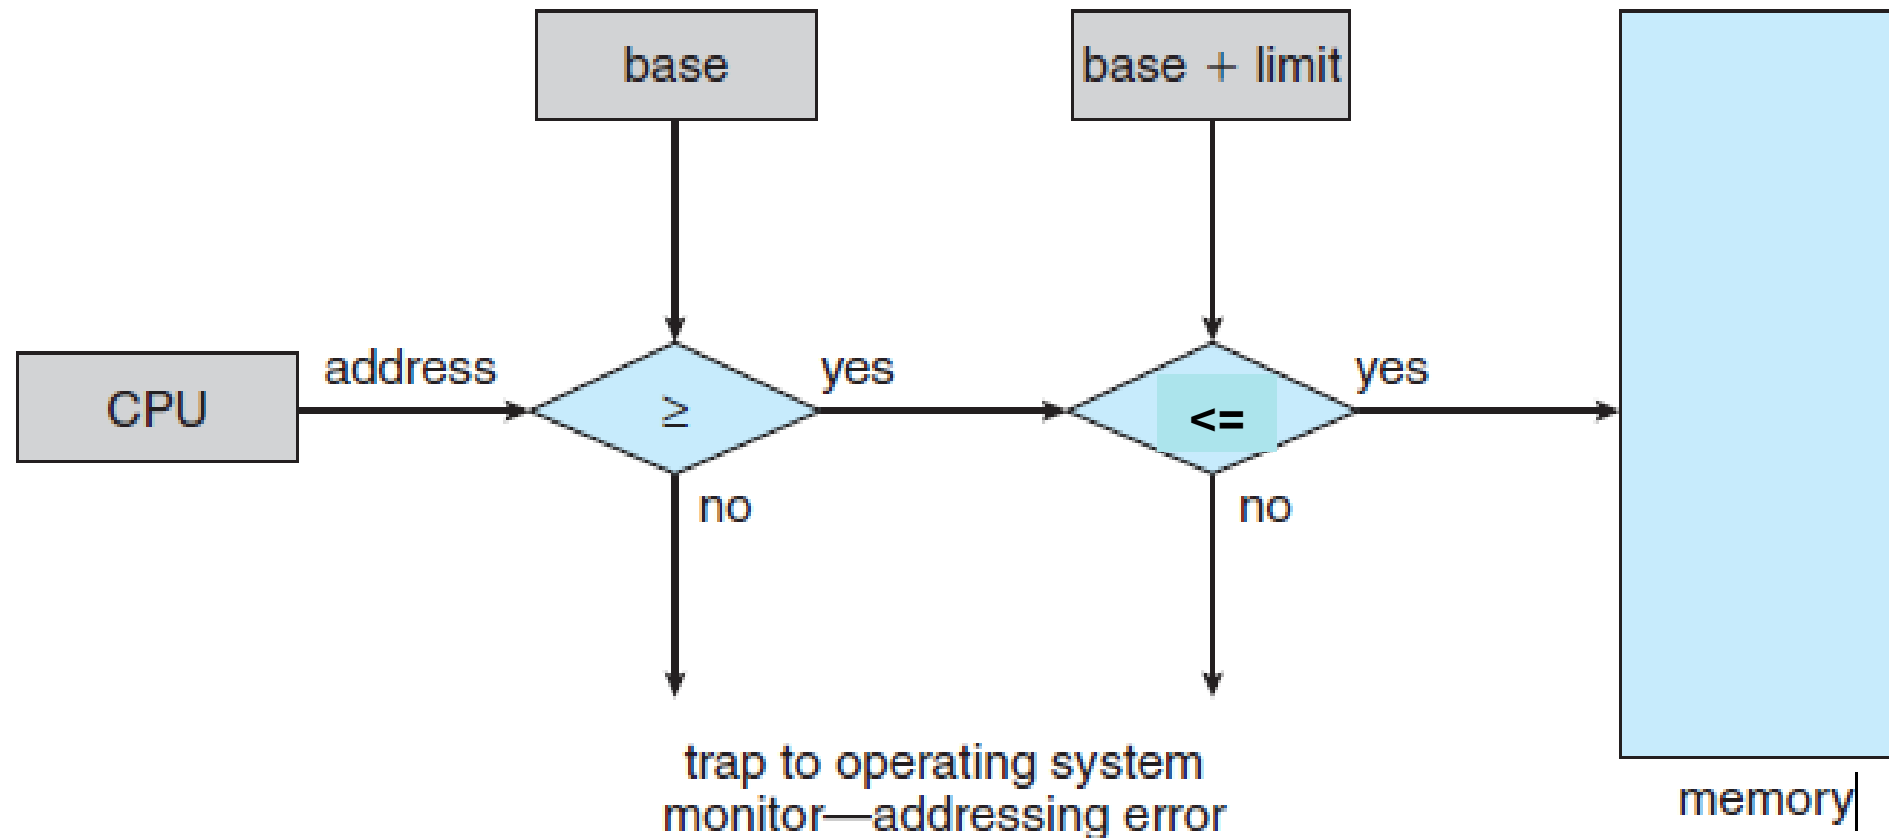 base
base + limit
CPU
address
≥
yes
<=
yes
no
no
trap to operating system
monitor—addressing error
memory